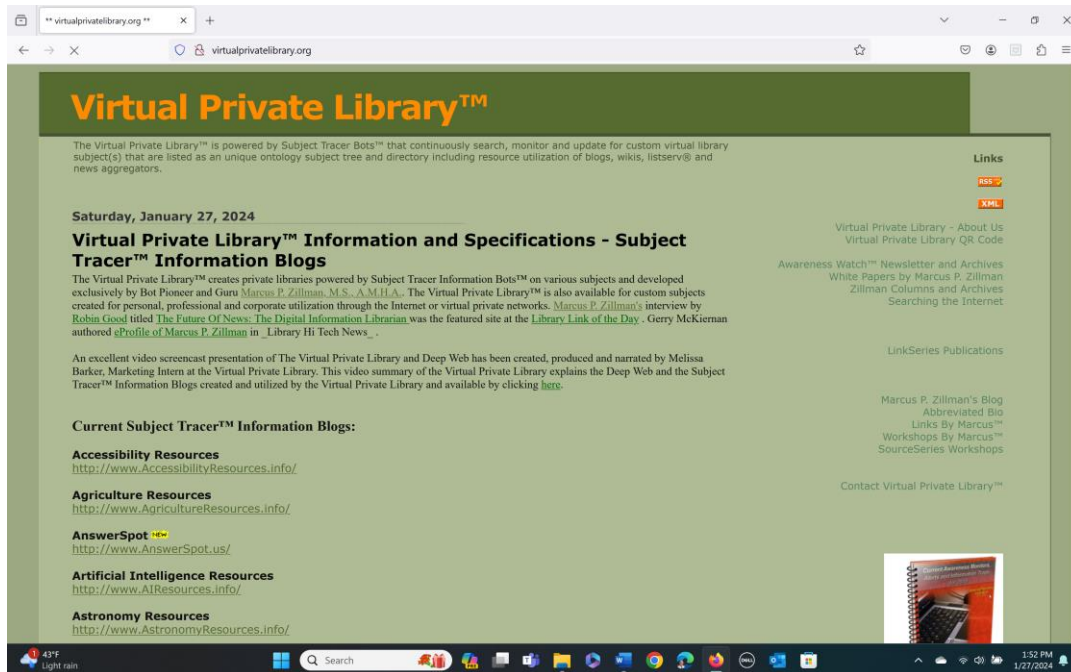 ** virtualprivatelibrary.org **
virtualprivatelibrary.org
Virtual Private Library™
The Virtual Private Library™ is powered by Subject Tracer Bots™ that continuously search, monitor and update for custom virtual library
subject(s) that are listed as an unique ontology subject tree and directory including resource utilization of blogs, wikis, listserv® and
news aggregators.
Saturday, January 27, 2024
Virtual Private Library™ Information and Specifications - Subject
Tracer™ Information Blogs
The Virtual Private Library™ creates private libraries powered by Subject Tracer Information Bots™ on various subjects and developed
exclusively by Bot Pioneer and Guru Marcus P. Zillman, M.S., A.M.H.A.. The Virtual Private Library™ is also available for custom subjects
created for personal, professional and corporate utilization through the Internet or virtual private networks. Marcus P. Zillman's interview by
Robin Good titled The Future Of News: The Digital Information Librarian was the featured site at the Library Link of the Day . Gerry McKiernan
authored eProfile of Marcus P. Zillman in _Library Hi Tech News_ .
An excellent video screencast presentation of The Virtual Private Library and Deep Web has been created, produced and narrated by Melissa
Barker, Marketing Intern at the Virtual Private Library. This video summary of the Virtual Private Library explains the Deep Web and the Subject
Tracer™ Information Blogs created and utilized by the Virtual Private Library and available by clicking here.
Current Subject Tracer™ Information Blogs:
Accessibility Resources
http://www.AccessibilityResources.info/
Agriculture Resources
http://www.AgricultureResources.info/
AnswerSpot NEW
http://www.AnswerSpot.us/
Artificial Intelligence Resources
http://www.AIResources.info/
Astronomy Resources
http://www.AstronomyResources.info/
Links
RSS
XML
Virtual Private Library - About Us
Virtual Private Library QR Code
Awareness Watch™ Newsletter and Archives
White Papers by Marcus P. Zillman
Zillman Columns and Archives
Searching the Internet
LinkSeries Publications
Marcus P. Zillman's Blog
Abbreviated Bio
Links By Marcus™
Workshops By Marcus™
SourceSeries Workshops
Contact Virtual Private Library™
1
43°F
Light rain
Search
DELL
1:52 PM
1/27/2024